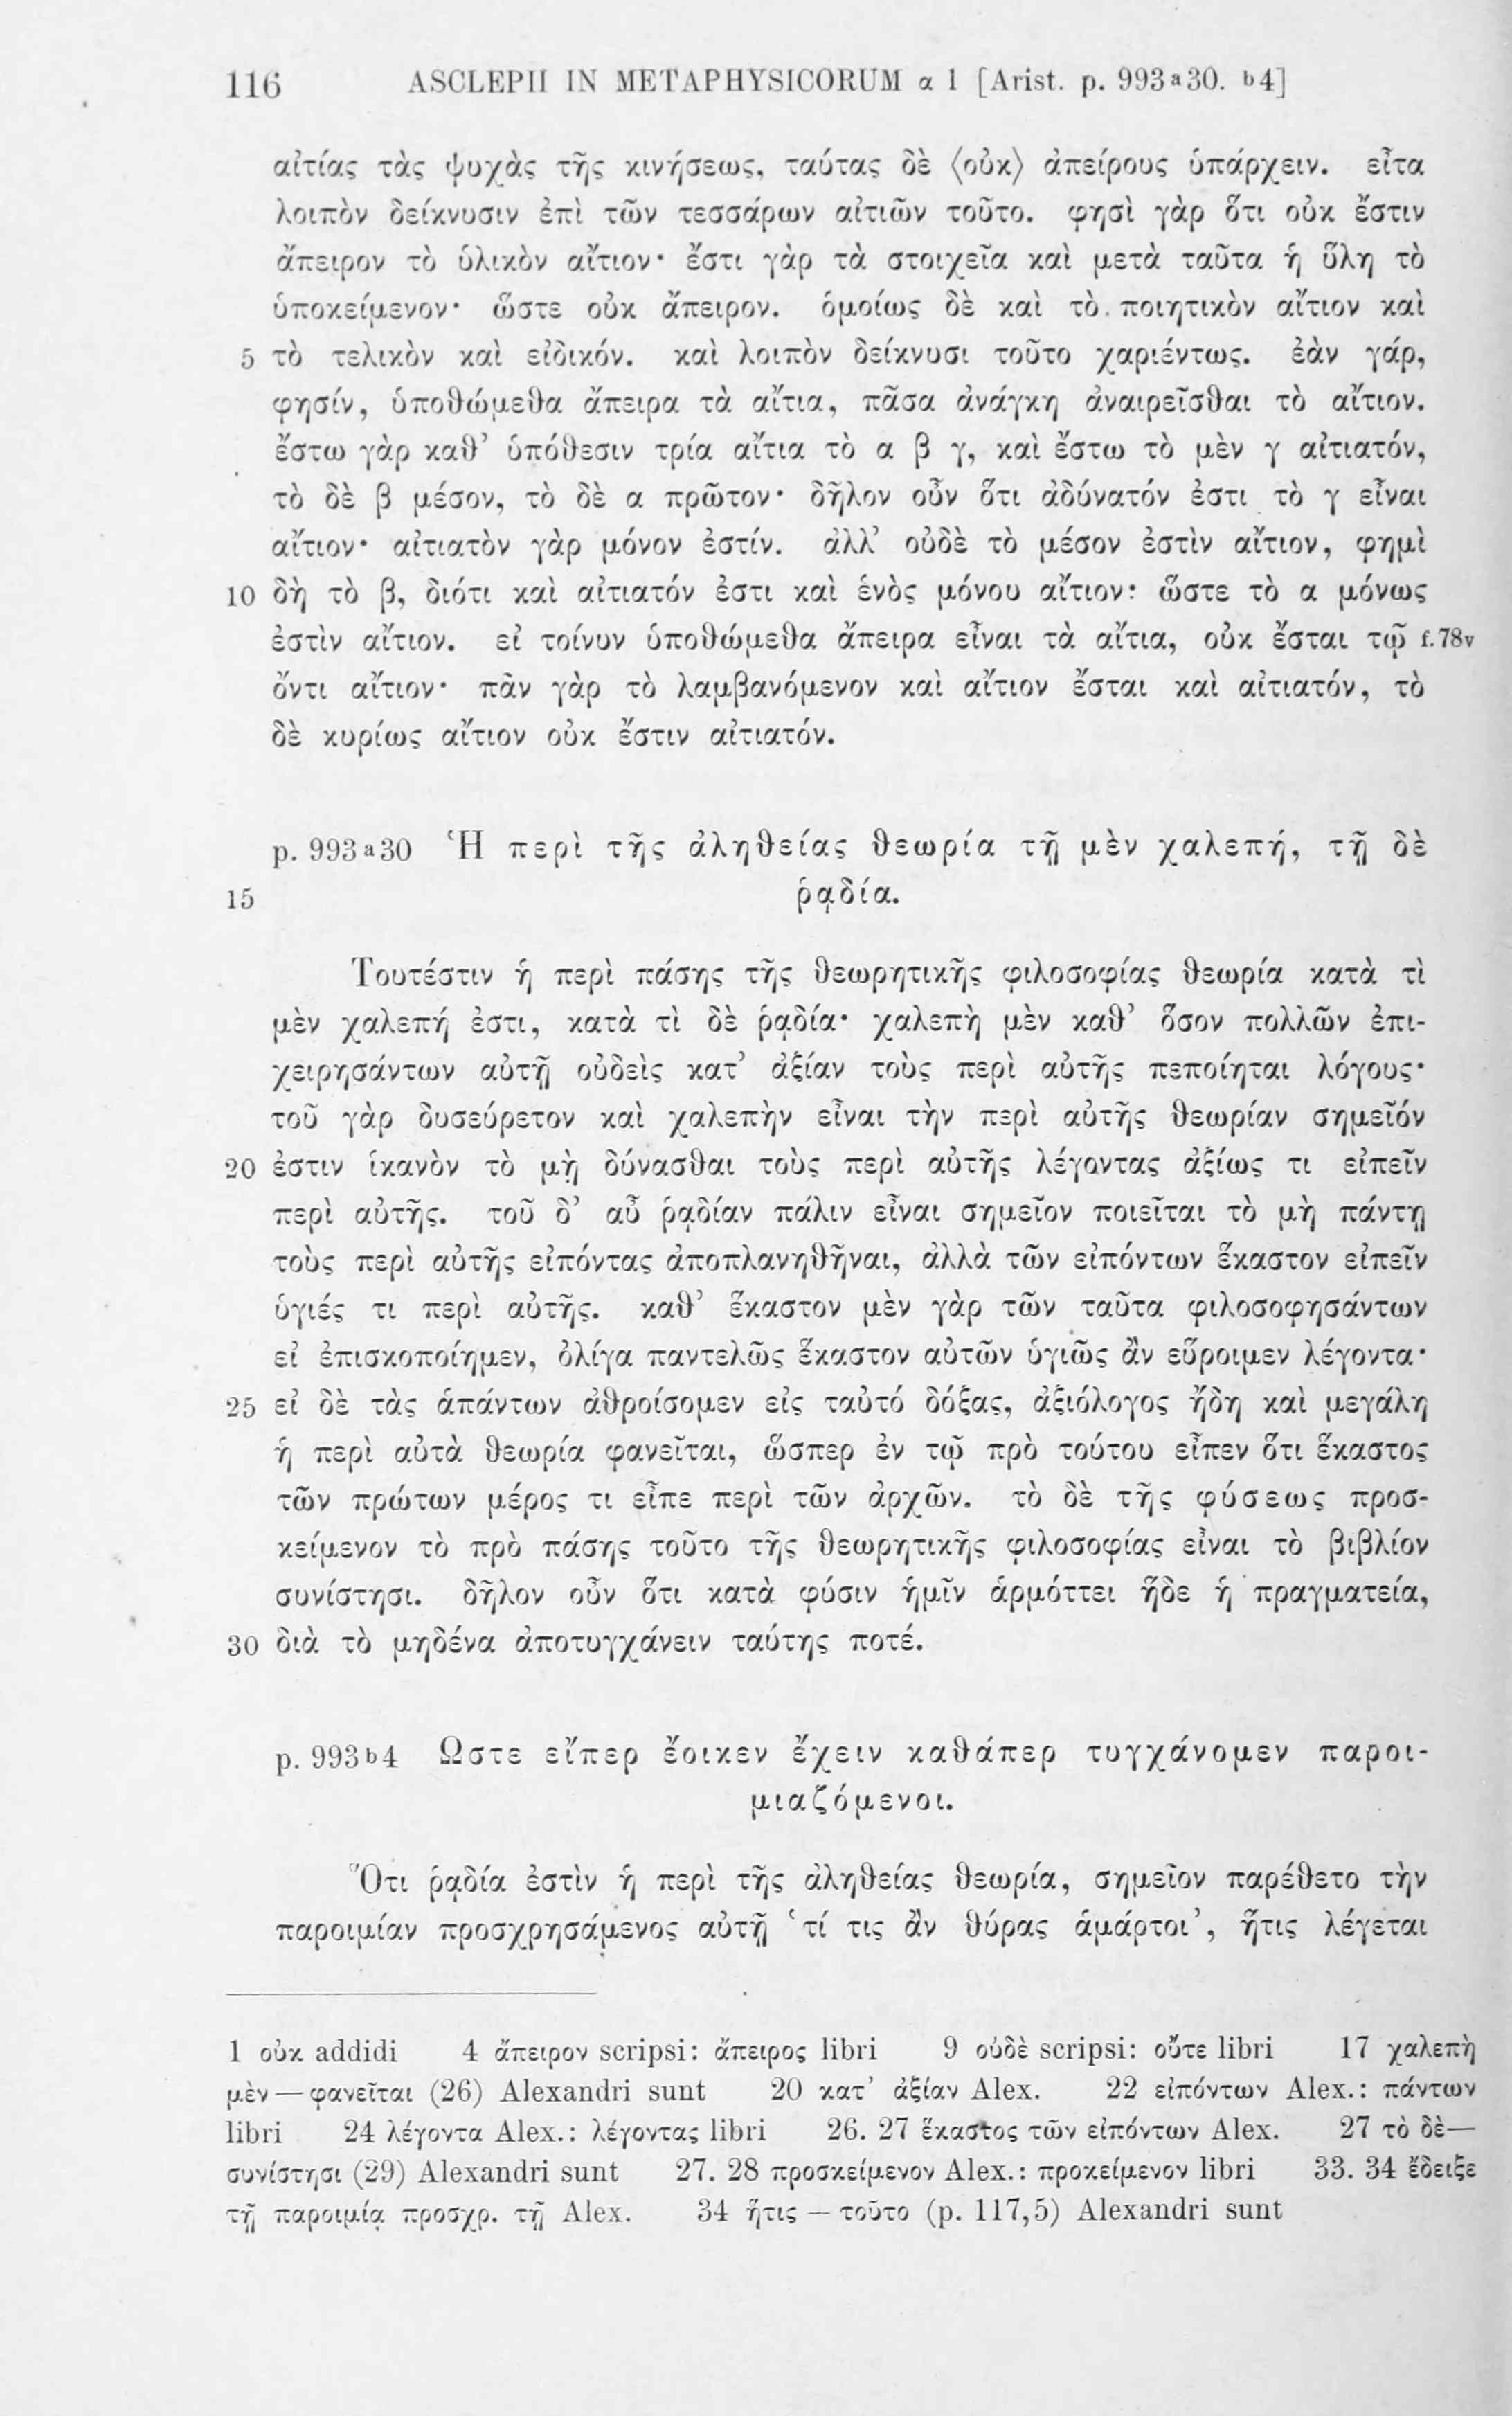 116 ASCLEPII IN METAPHYSICORUM α 1 [Arist. p. 993ᵃ30. ᵇ4]
αἰτίας τὰς ψυχὰς τῆς κινήσεως, ταύτας δὲ ⟨οὐκ⟩ ἀπείρους ὑπάρχειν. εἶτα
λοιπὸν δείκνυσιν ἐπὶ τῶν τεσσάρων αἰτιῶν τοῦτο. φησὶ γὰρ ὅτι οὐκ ἔστιν
ἄπειρον τὸ ὑλικὸν αἴτιον· ἔστι γὰρ τὰ στοιχεῖα καὶ μετὰ ταῦτα ἡ ὕλη τὸ
ὑποκείμενον· ὥστε οὐκ ἄπειρον. ὁμοίως δὲ καὶ τὸ ποιητικὸν αἴτιον καὶ
5 τὸ τελικὸν καὶ εἰδικόν. καὶ λοιπὸν δείκνυσι τοῦτο χαριέντως. ἐὰν γάρ,
φησίν, ὑποθώμεθα ἄπειρα τὰ αἴτια, πᾶσα ἀνάγκη ἀναιρεῖσθαι τὸ αἴτιον.
ἔστω γὰρ καθ’ ὑπόθεσιν τρία αἴτια τὸ α β γ, καὶ ἔστω τὸ μὲν γ αἰτιατόν,
τὸ δὲ β μέσον, τὸ δὲ α πρῶτον· δῆλον οὖν ὅτι ἀδύνατόν ἐστι τὸ γ εἶναι
αἴτιον· αἰτιατὸν γὰρ μόνον ἐστίν. ἀλλ’ οὐδὲ τὸ μέσον ἐστὶν αἴτιον, φημὶ
10 δὴ τὸ β, διότι καὶ αἰτιατόν ἐστι καὶ ἑνὸς μόνου αἴτιον· ὥστε τὸ α μόνως
ἐστὶν αἴτιον. εἰ τοίνυν ὑποθώμεθα ἄπειρα εἶναι τὰ αἴτια, οὐκ ἔσται τῷ f.78v
ὄντι αἴτιον· πᾶν γὰρ τὸ λαμβανόμενον καὶ αἴτιον ἔσται καὶ αἰτιατόν, τὸ
δὲ κυρίως αἴτιον οὐκ ἔστιν αἰτιατόν.
p. 993ᵃ30 Ἡ περὶ τῆς ἀληθείας θεωρία τῇ μὲν χαλεπή, τῇ δὲ
15 ῥᾳδία.
Τουτέστιν ἡ περὶ πάσης τῆς θεωρητικῆς φιλοσοφίας θεωρία κατὰ τὶ
μὲν χαλεπή ἐστι, κατὰ τὶ δὲ ῥᾳδία· χαλεπὴ μὲν καθ’ ὅσον πολλῶν ἐπι-
χειρησάντων αὐτῇ οὐδεὶς κατ’ ἀξίαν τοὺς περὶ αὐτῆς πεποίηται λόγους·
τοῦ γὰρ δυσεύρετον καὶ χαλεπὴν εἶναι τὴν περὶ αὐτῆς θεωρίαν σημεῖόν
20 ἐστιν ἱκανὸν τὸ μὴ δύνασθαι τοὺς περὶ αὐτῆς λέγοντας ἀξίως τι εἰπεῖν
περὶ αὐτῆς. τοῦ δ’ αὖ ῥᾳδίαν πάλιν εἶναι σημεῖον ποιεῖται τὸ μὴ πάντῃ
τοὺς περὶ αὐτῆς εἰπόντας ἀποπλανηθῆναι, ἀλλὰ τῶν εἰπόντων ἕκαστον εἰπεῖν
ὑγιές τι περὶ αὐτῆς. καθ’ ἕκαστον μὲν γὰρ τῶν ταῦτα φιλοσοφησάντων
εἰ ἐπισκοποίημεν, ὀλίγα παντελῶς ἕκαστον αὐτῶν ὑγιῶς ἂν εὕροιμεν λέγοντα·
25 εἰ δὲ τὰς ἁπάντων ἀθροίσομεν εἰς ταὐτό δόξας, ἀξιόλογος ἤδη καὶ μεγάλη
ἡ περὶ αὐτὰ θεωρία φανεῖται, ὥσπερ ἐν τῷ πρὸ τούτου εἶπεν ὅτι ἕκαστος
τῶν πρώτων μέρος τι εἶπε περὶ τῶν ἀρχῶν. τὸ δὲ τῆς φύσεως προσ-
κείμενον τὸ πρὸ πάσης τοῦτο τῆς θεωρητικῆς φιλοσοφίας εἶναι τὸ βιβλίον
συνίστησι. δῆλον οὖν ὅτι κατὰ φύσιν ἡμῖν ἁρμόττει ἥδε ἡ πραγματεία,
30 διὰ τὸ μηδένα ἀποτυγχάνειν ταύτης ποτέ.
p. 993ᵇ4 Ωστε εἴπερ ἔοικεν ἔχειν καθάπερ τυγχάνομεν παροι-
μιαζόμενοι.
Ὅτι ῥᾳδία ἐστὶν ἡ περὶ τῆς ἀληθείας θεωρία, σημεῖον παρέθετο τὴν
παροιμίαν προσχρησάμενος αὐτῇ ‘τί τις ἂν θύρας ἁμάρτοι’, ἥτις λέγεται
1 οὐκ addidi 4 ἄπειρον scripsi: ἄπειρος libri 9 οὐδὲ scripsi: οὔτε libri 17 χαλεπὴ
μὲν — φανεῖται (26) Alexandri sunt 20 κατ’ ἀξίαν Alex. 22 εἰπόντων Alex.: πάντων
libri 24 λέγοντα Alex.: λέγοντας libri 26. 27 ἕκαστος τῶν εἰπόντων Alex. 27 τὸ δὲ—
συνίστησι (29) Alexandri sunt 27. 28 προσκείμενον Alex.: προκείμενον libri 33. 34 ἔδειξε
τῇ παροιμίᾳ προσχρ. τῇ Alex. 34 ἥτις — τοῦτο (p. 117,5) Alexandri sunt